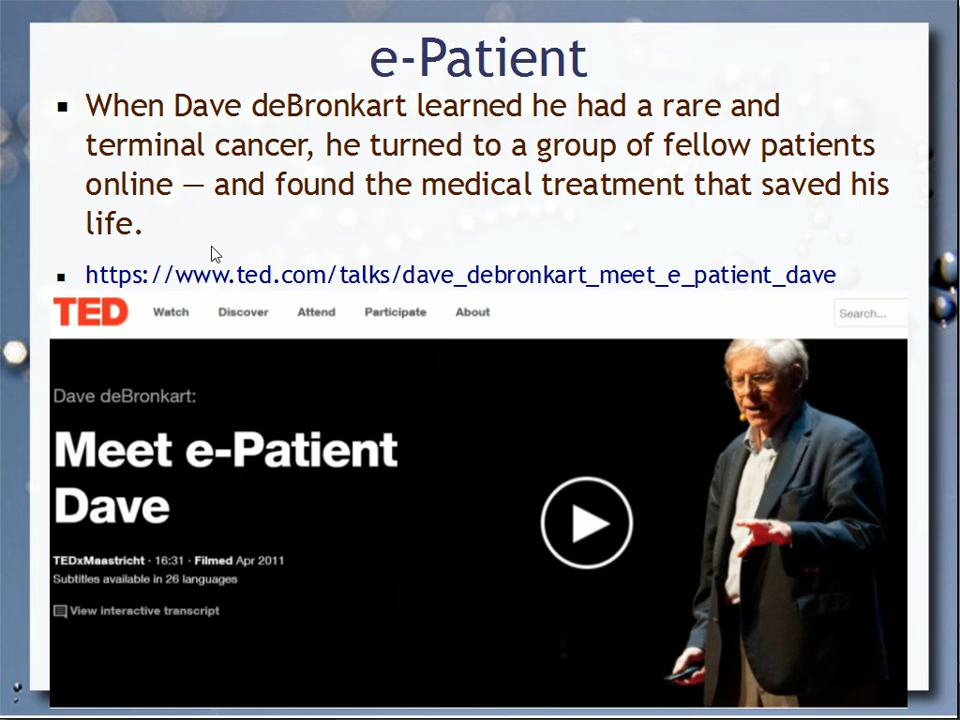 e-Patient
When Dave deBronkart learned he had a rare and
terminal cancer, he turned to a group of fellow patients
online — and found the medical treatment that saved his
life.
https://www.ted.com/talks/dave_debronkart_meet_e_patient_dave
TED Watch Discover Attend Participate About Search...
Dave deBronkart:
Meet e-Patient
Dave
TEDxMaastricht · 16:31 · Filmed Apr 2011
Subtitles available in 26 languages
View interactive transcript